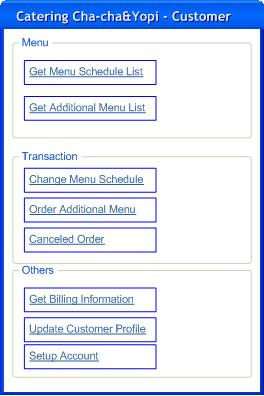 Catering Cha-cha&Yopi - Customer
Menu
Get Menu Schedule List
Get Additional Menu List
Transaction
Change Menu Schedule
Order Additional Menu
Canceled Order
Others
Get Billing Information
Update Customer Profile
Setup Account